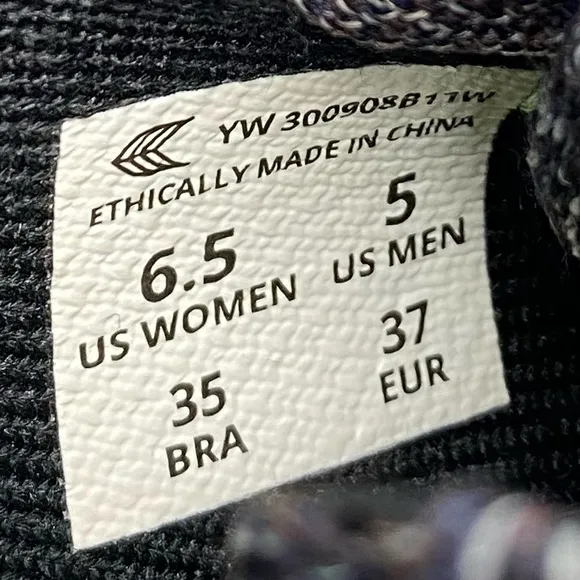 YW 300908B11W
ETHICALLY MADE IN CHINA
6.5
US WOMEN
5
US MEN
35
BRA
37
EUR